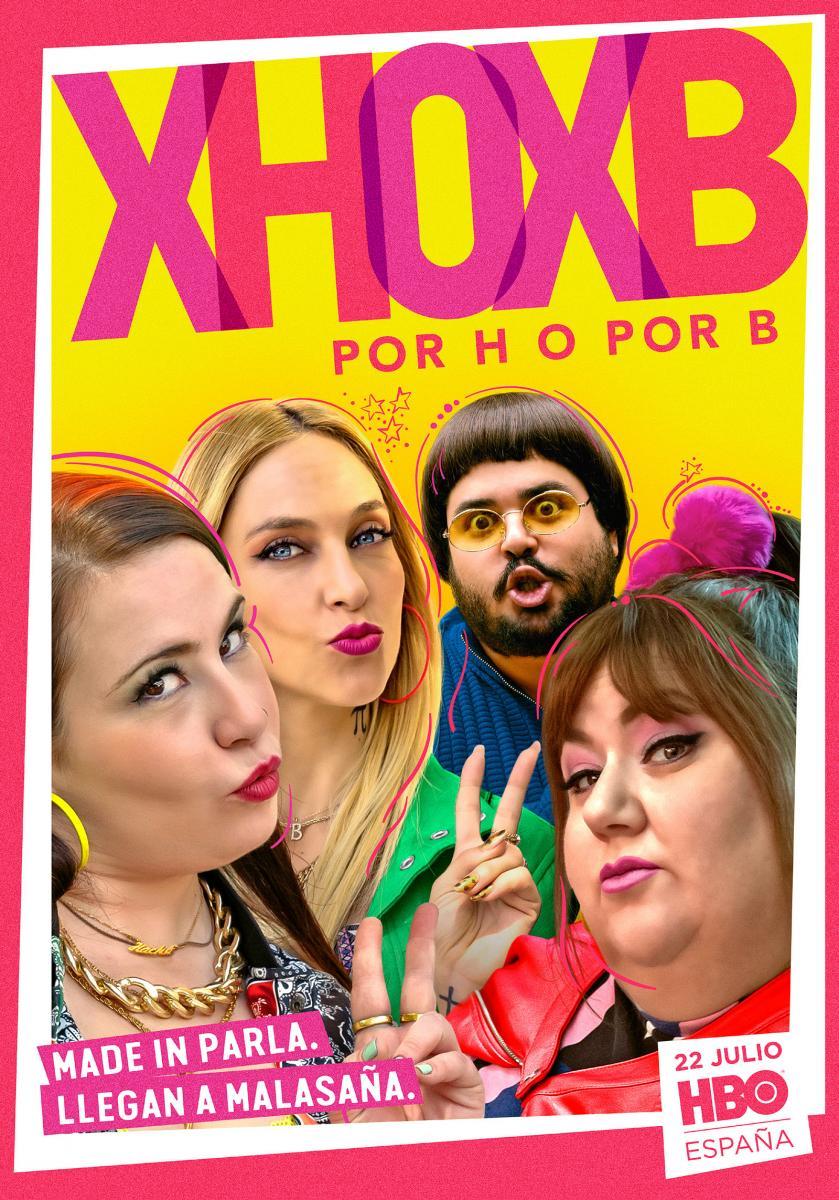 XHOXB
POR H O POR B
π
B
MADE IN PARLA.
LLEGAN A MALASAÑA.
22 JULIO
HBO
ESPAÑA